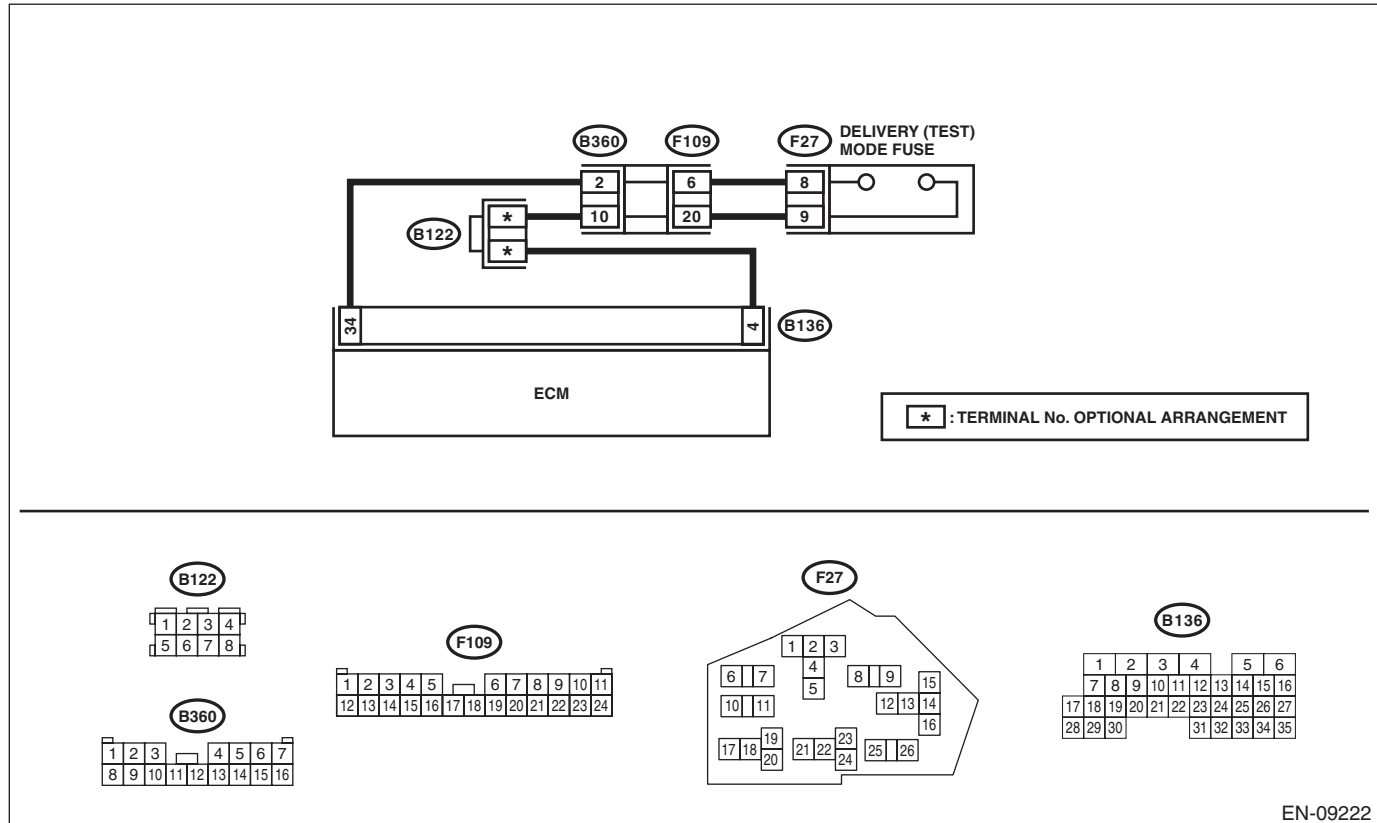 B360 F109 F27 DELIVERY (TEST)
MODE FUSE
2 6 8
* 10 20 9
B122
*
34 4 B136
ECM
* : TERMINAL No. OPTIONAL ARRANGEMENT
B122
1 2 3 4
5 6 7 8
B360
1 2 3 4 5 6 7
8 9 10 11 12 13 14 15 16
F109
1 2 3 4 5 6 7 8 9 10 11
12 13 14 15 16 17 18 19 20 21 22 23 24
F27
1 2 3
4
5
6 7
8 9
10 11
15
12 13 14
16
19
17 18
20
23
21 22
24
25 26
B136
1 2 3 4 5 6
7 8 9 10 11 12 13 14 15 16
17 18 19 20 21 22 23 24 25 26 27
28 29 30 31 32 33 34 35
EN-09222